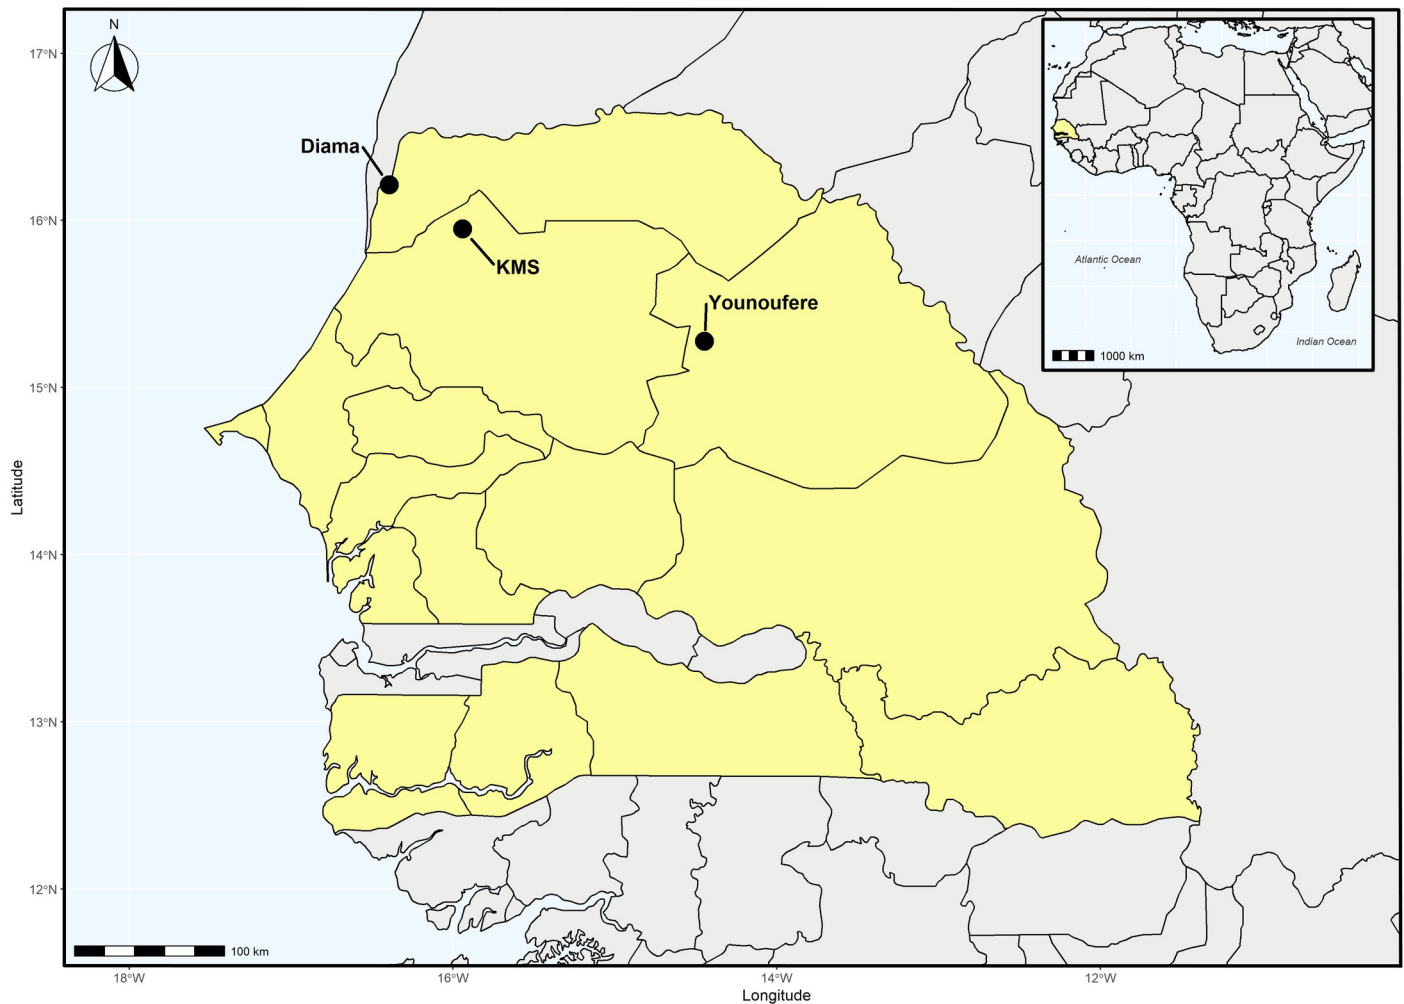 N
17°N
Diama
16°N
KMS
Younoufere
15°N
14°N
13°N
12°N
Latitude
100 km
18°W
16°W
14°W
12°W
Longitude
Atlantic Ocean
Indian Ocean
1000 km